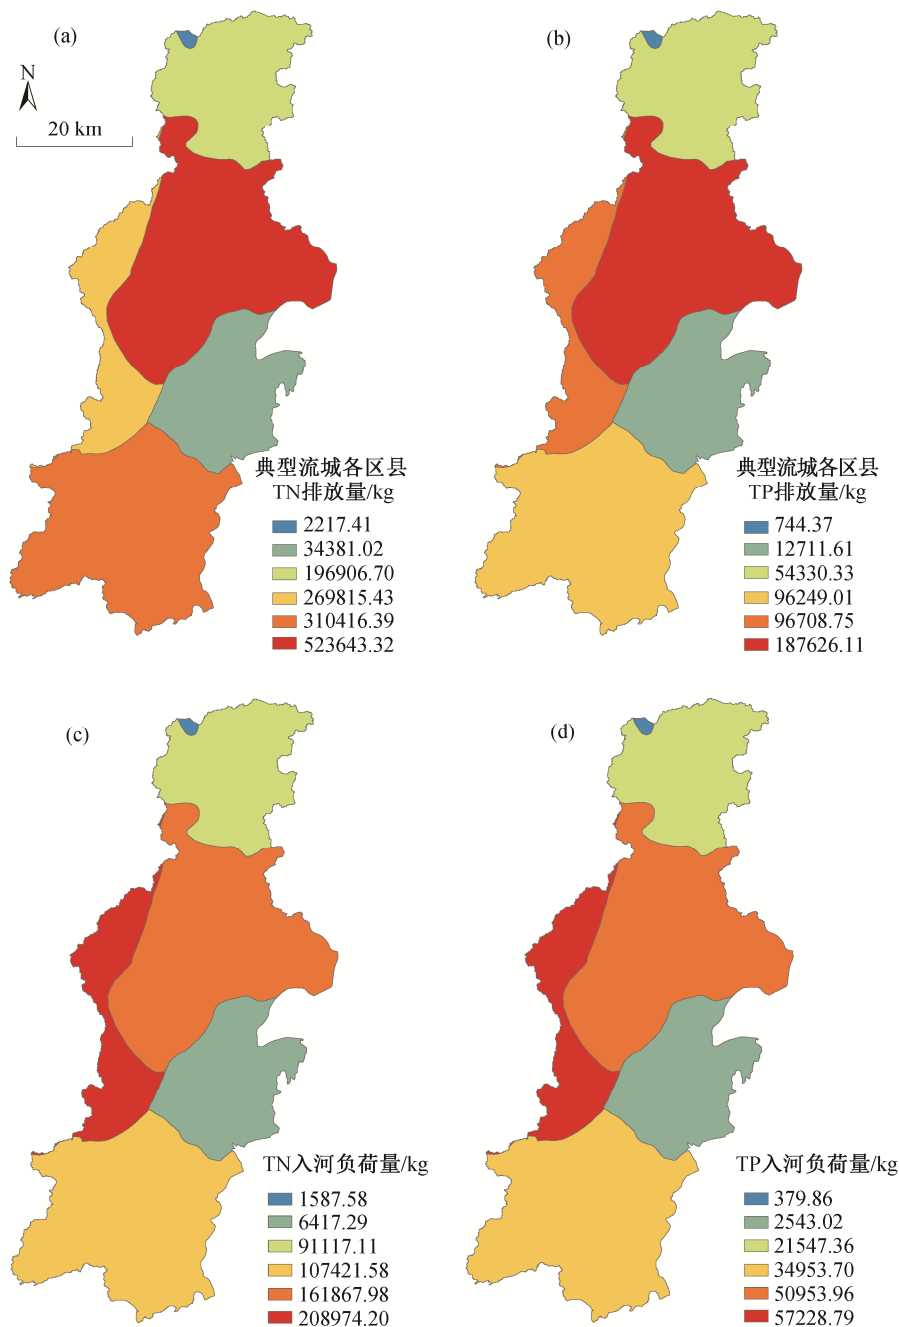 (a)
(b)
N
20 km
典型流城各区县
TN排放量/kg
2217.41
34381.02
196906.70
269815.43
310416.39
523643.32
典型流城各区县
TP排放量/kg
744.37
12711.61
54330.33
96249.01
96708.75
187626.11
(c)
(d)
TN入河负荷量/kg
1587.58
6417.29
91117.11
107421.58
161867.98
208974.20
TP入河负荷量/kg
379.86
2543.02
21547.36
34953.70
50953.96
57228.79